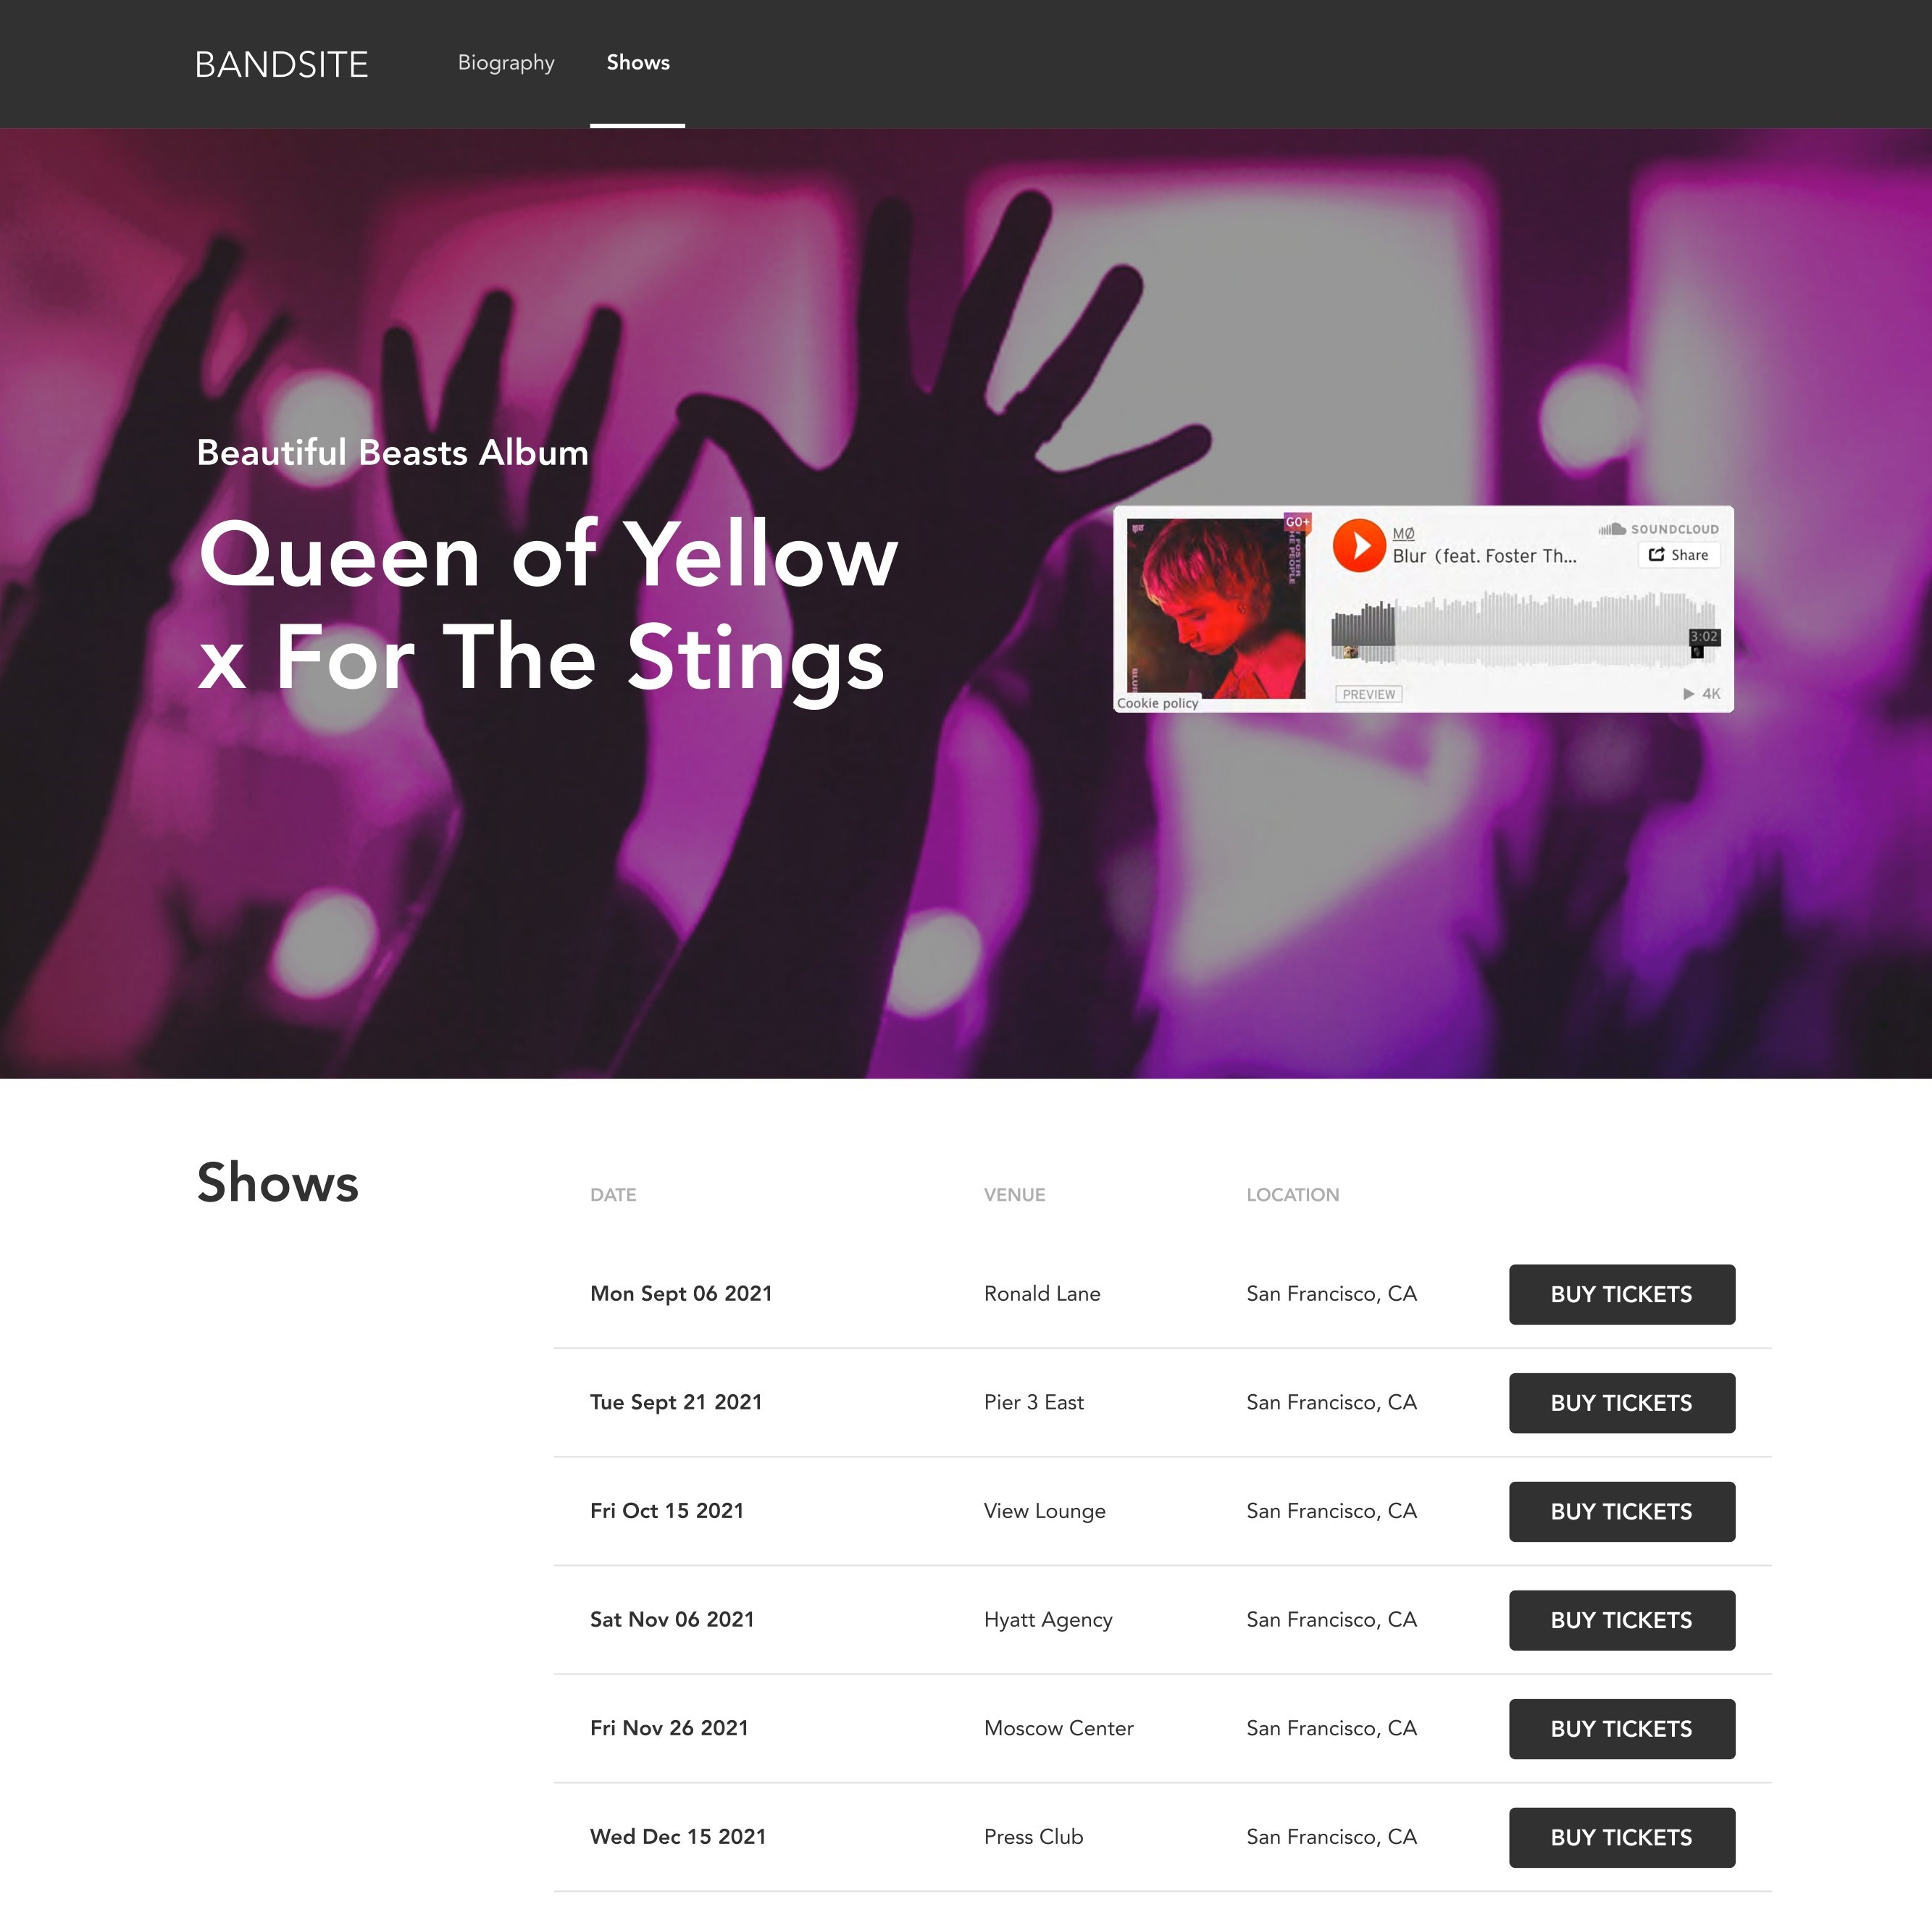 BANDSITE
Biography
Shows
Beautiful Beasts Album
Queen of Yellow
x For The Stings
GO+
FOSTER
THE PEOPLE
BLUR
Cookie policy
MØ
Blur (feat. Foster Th...
SOUNDCLOUD
Share
3:02
PREVIEW
4K
Shows
DATE VENUE LOCATION
Mon Sept 06 2021 Ronald Lane San Francisco, CA BUY TICKETS
Tue Sept 21 2021 Pier 3 East San Francisco, CA BUY TICKETS
Fri Oct 15 2021 View Lounge San Francisco, CA BUY TICKETS
Sat Nov 06 2021 Hyatt Agency San Francisco, CA BUY TICKETS
Fri Nov 26 2021 Moscow Center San Francisco, CA BUY TICKETS
Wed Dec 15 2021 Press Club San Francisco, CA BUY TICKETS